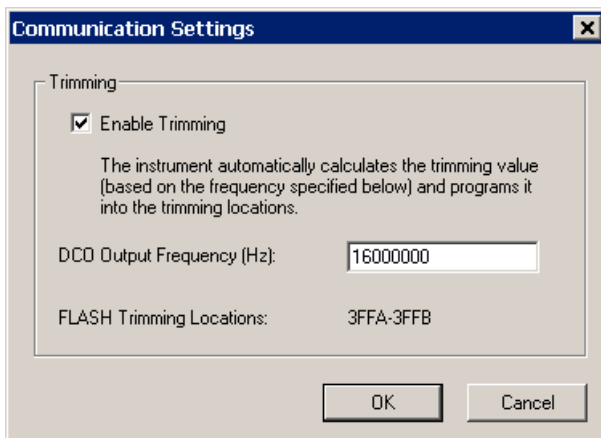 Communication Settings
Trimming
Enable Trimming
The instrument automatically calculates the trimming value
(based on the frequency specified below) and programs it
into the trimming locations.
DCO Output Frequency (Hz): 16000000
FLASH Trimming Locations: 3FFA-3FFB
OK Cancel